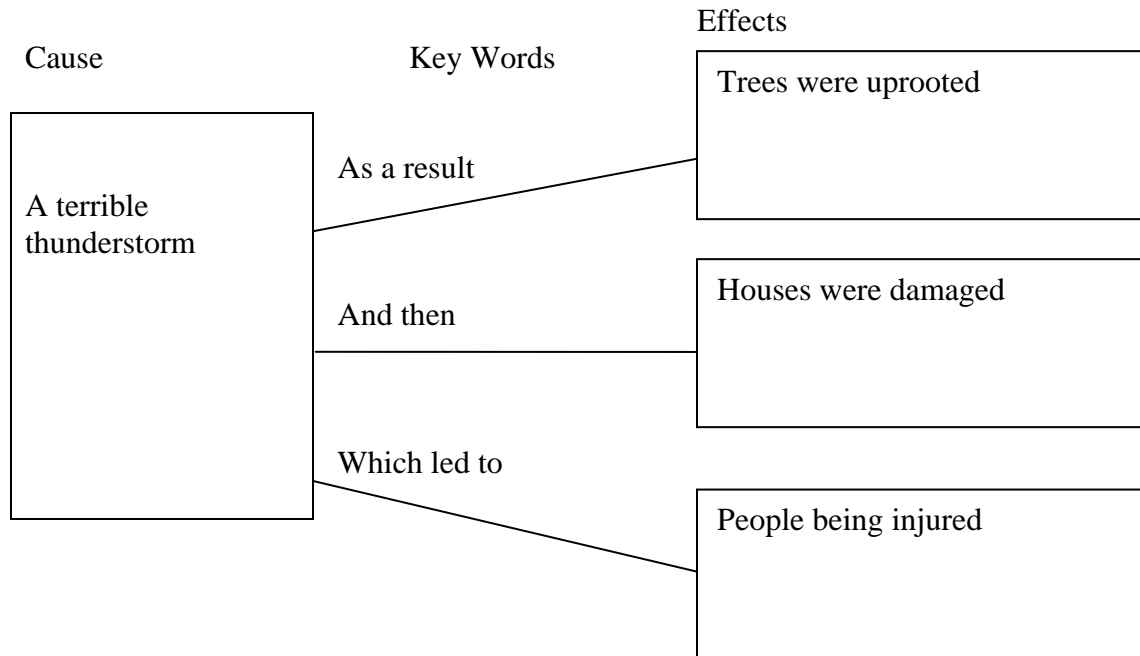 Effects
Cause
Key Words
Trees were uprooted
As a result
A terrible
thunderstorm
Houses were damaged
And then
Which led to
People being injured